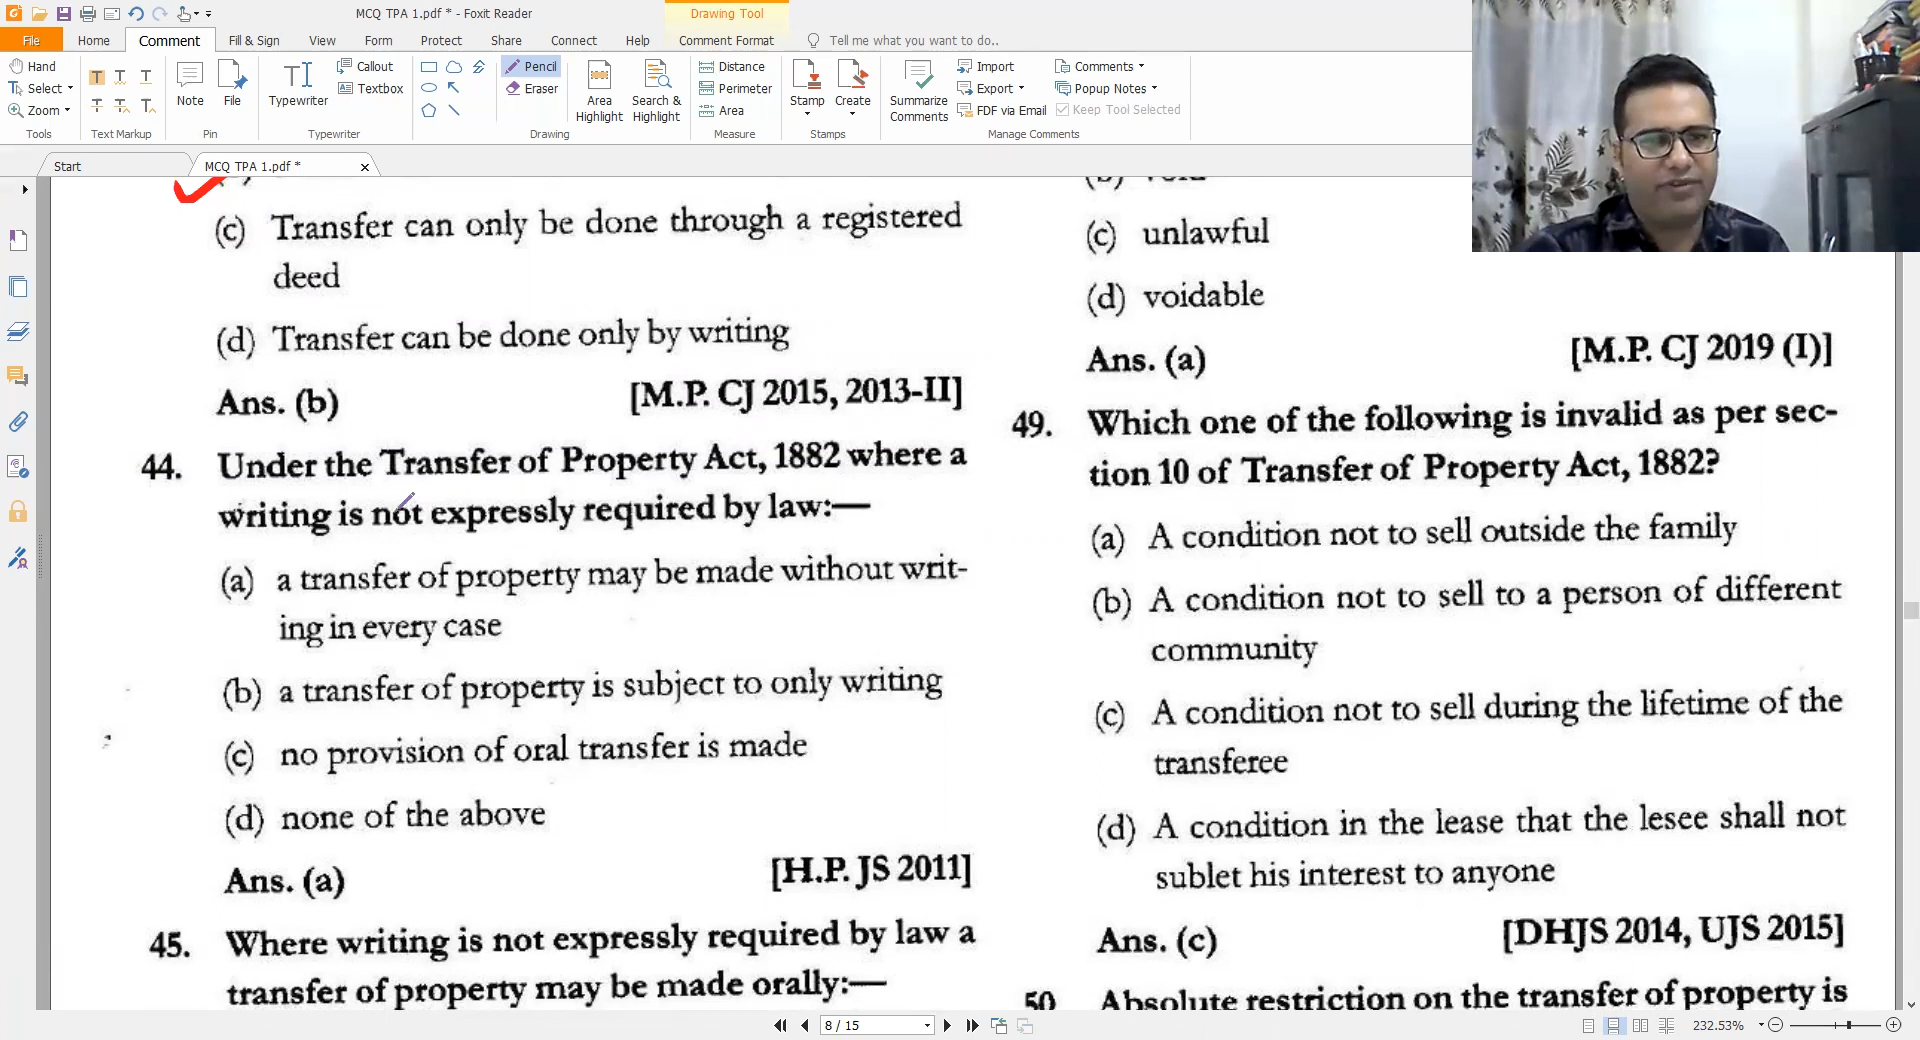 MCQ TPA 1.pdf * - Foxit Reader
Drawing Tool
File
Home
Comment
Fill & Sign
View
Form
Protect
Share
Connect
Help
Comment Format
Tell me what you want to do..
Hand
Select
Zoom
Tools
Text Markup
Note
File
Pin
Typewriter
Callout
Textbox
Typewriter
Pencil
Eraser
Area
Highlight
Search &
Highlight
Drawing
Distance
Perimeter
Area
Measure
Stamp
Create
Stamps
Summarize
Comments
Import
Export
FDF via Email
Comments
Popup Notes
Keep Tool Selected
Manage Comments
Start
MCQ TPA 1.pdf *
(c) Transfer can only be done through a registered
deed
(d) Transfer can be done only by writing
Ans. (b) [M.P. CJ 2015, 2013-II]
44. Under the Transfer of Property Act, 1882 where a
writing is not expressly required by law:—
(a) a transfer of property may be made without writ-
ing in every case
(b) a transfer of property is subject to only writing
(c) no provision of oral transfer is made
(d) none of the above
Ans. (a) [H.P. JS 2011]
45. Where writing is not expressly required by law a
transfer of property may be made orally:—
(c) unlawful
(d) voidable
Ans. (a) [M.P. CJ 2019 (I)]
49. Which one of the following is invalid as per sec-
tion 10 of Transfer of Property Act, 1882?
(a) A condition not to sell outside the family
(b) A condition not to sell to a person of different
community
(c) A condition not to sell during the lifetime of the
transferee
(d) A condition in the lease that the lesee shall not
sublet his interest to anyone
Ans. (c) [DHJS 2014, UJS 2015]
50 Absolute restriction on the transfer of property is
8 / 15
232.53%